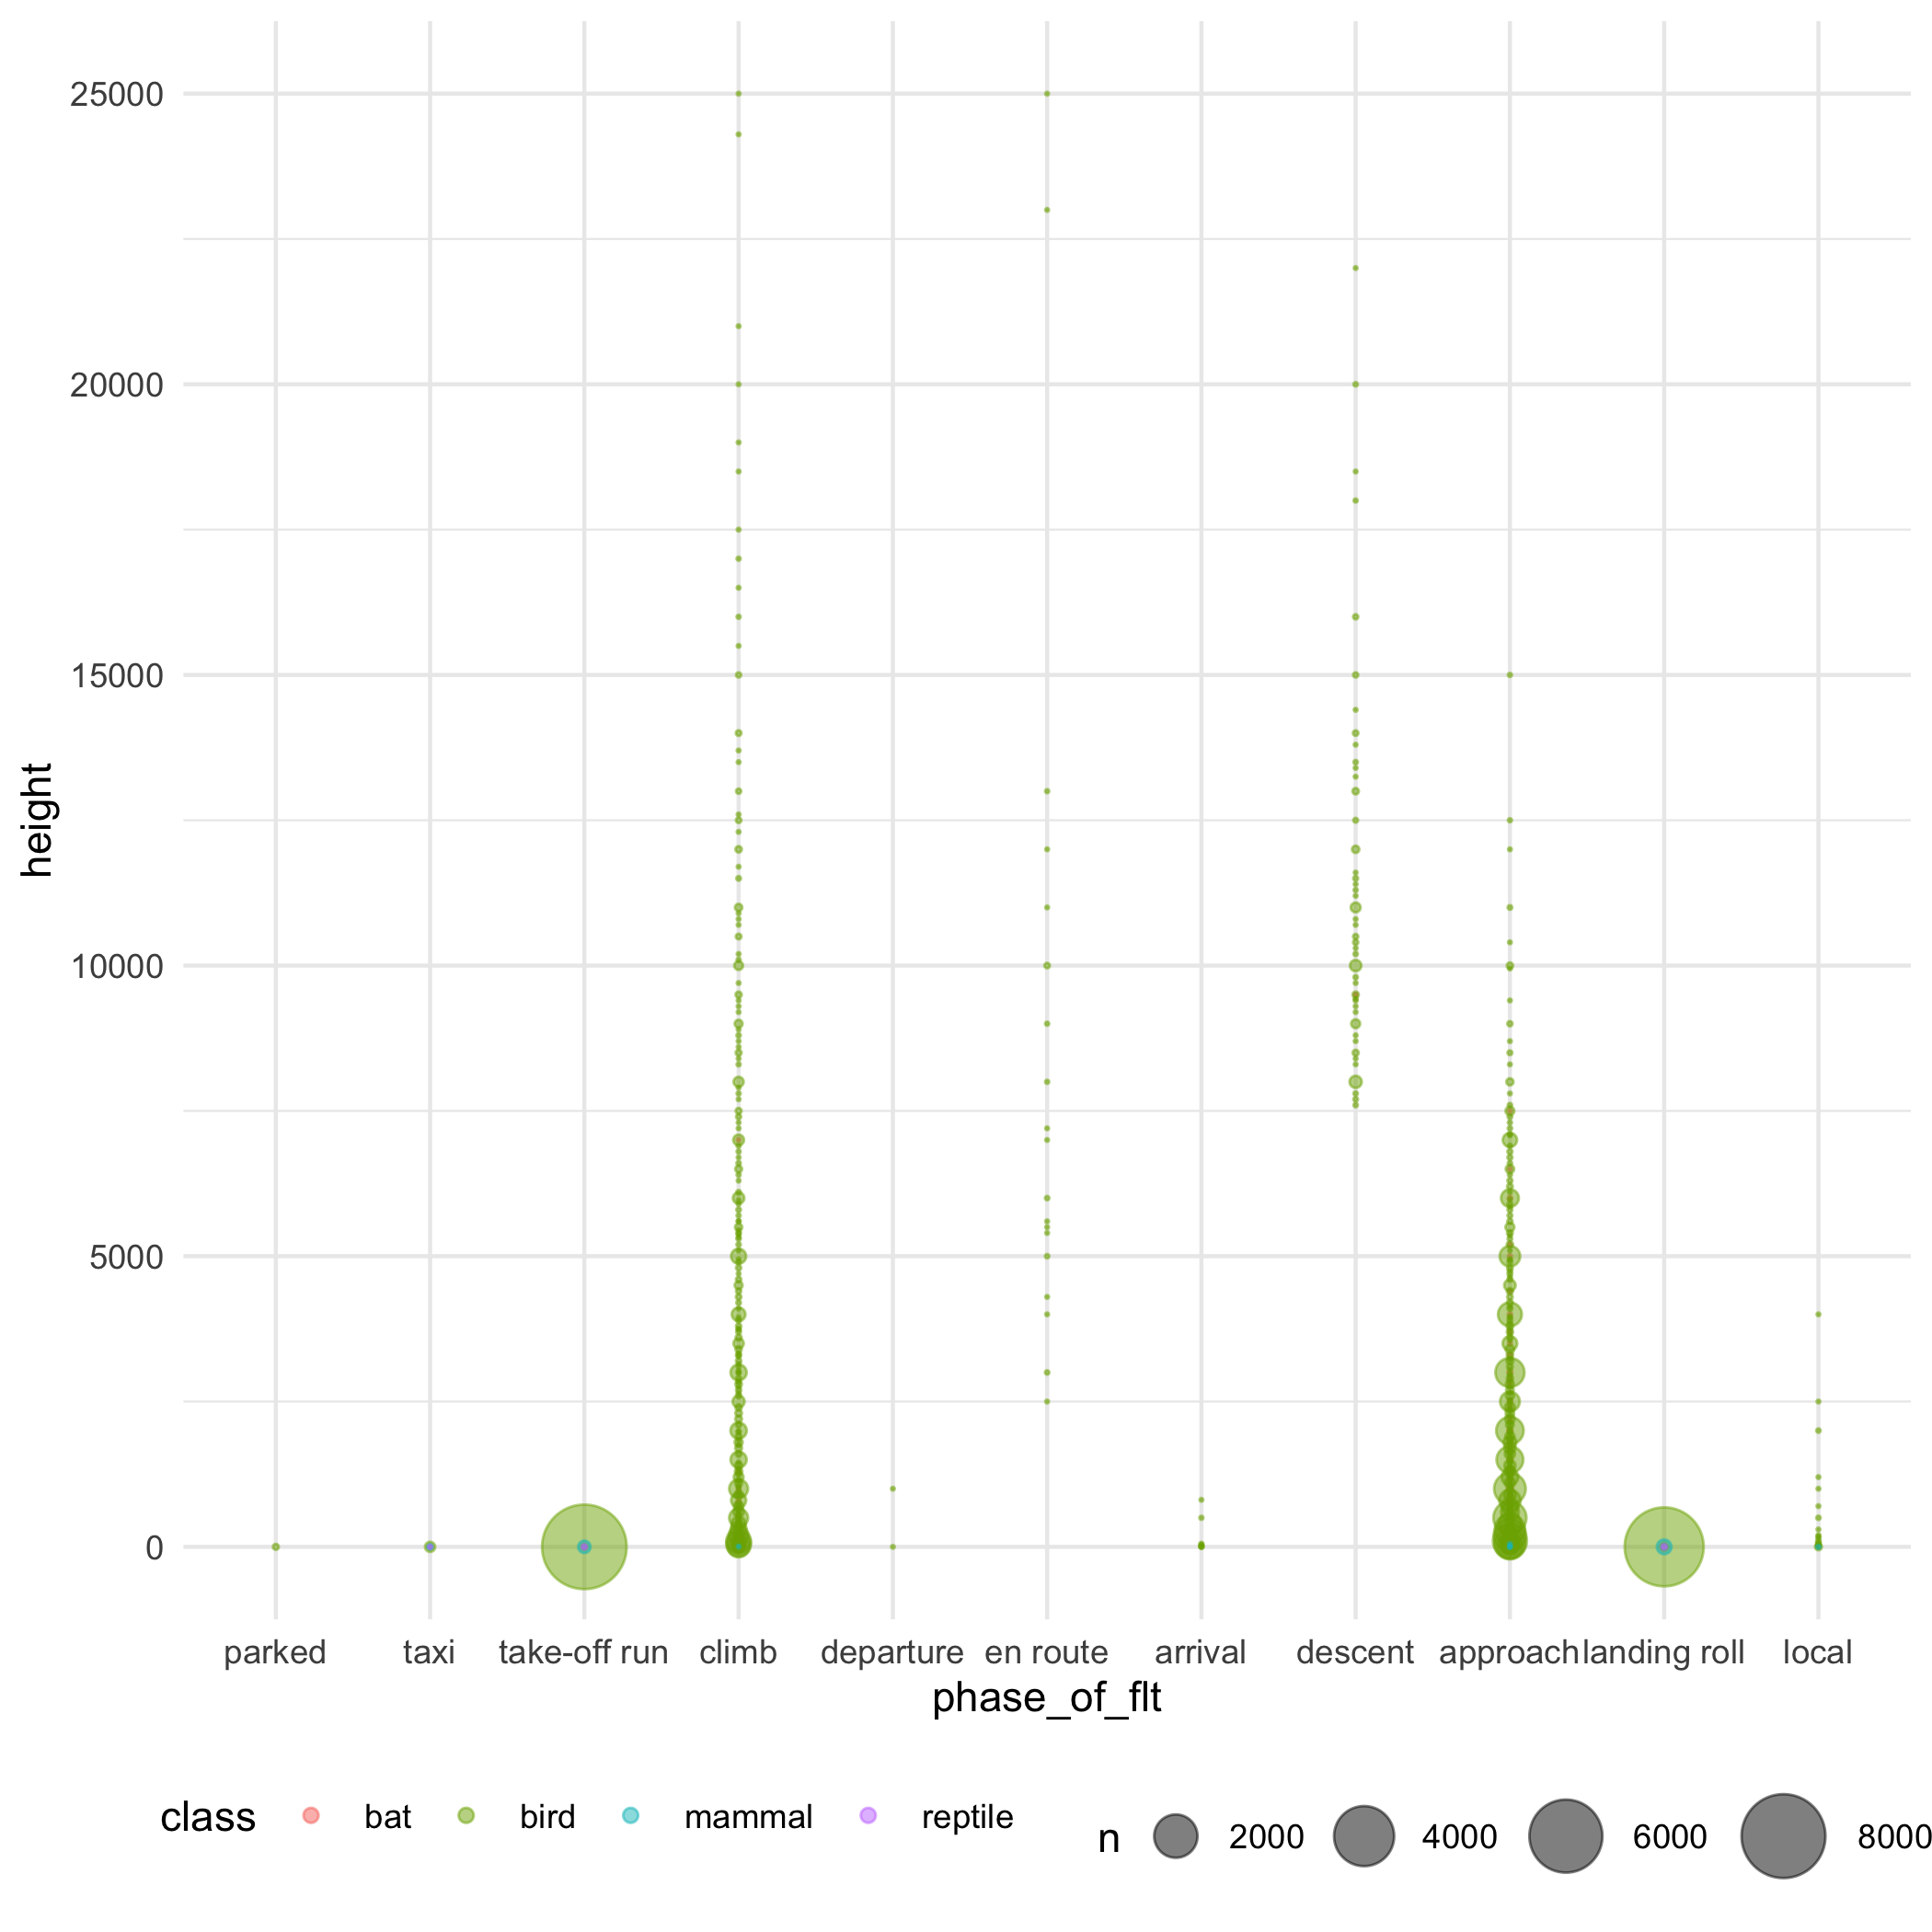 25000
20000
15000
10000
5000
0
height
parked taxi take-off run climb departure en route arrival descent approach landing roll local
phase_of_flt
class bat bird mammal reptile n 2000 4000 6000 8000